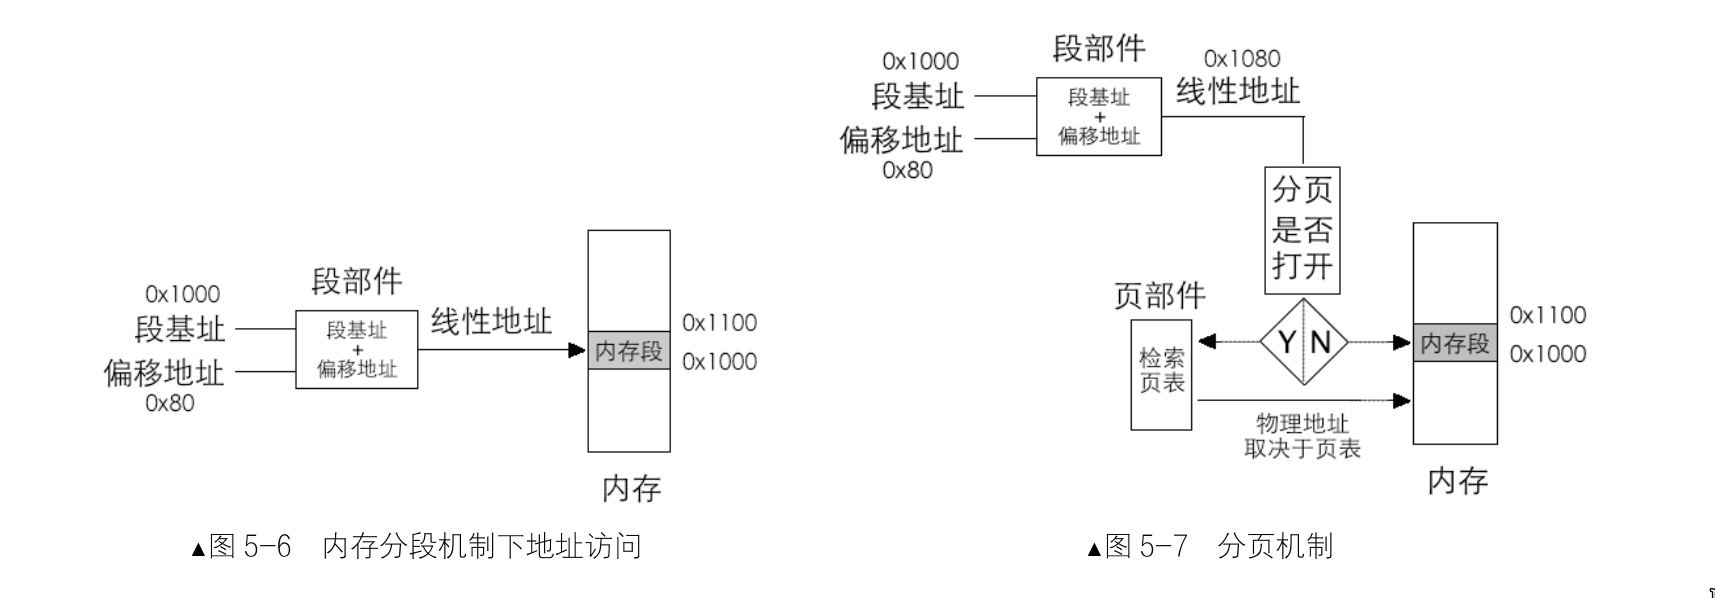 0x1000
段基址
偏移地址
0x80
段部件
段基址
+
偏移地址
线性地址
内存段
0x1100
0x1000
内存
▲图 5-6 内存分段机制下地址访问
0x1000
段基址
偏移地址
0x80
段部件
段基址
+
偏移地址
0x1080
线性地址
分页
是否
打开
Y N
页部件
检索
页表
物理地址
取决于页表
内存段
0x1100
0x1000
内存
▲图 5-7 分页机制